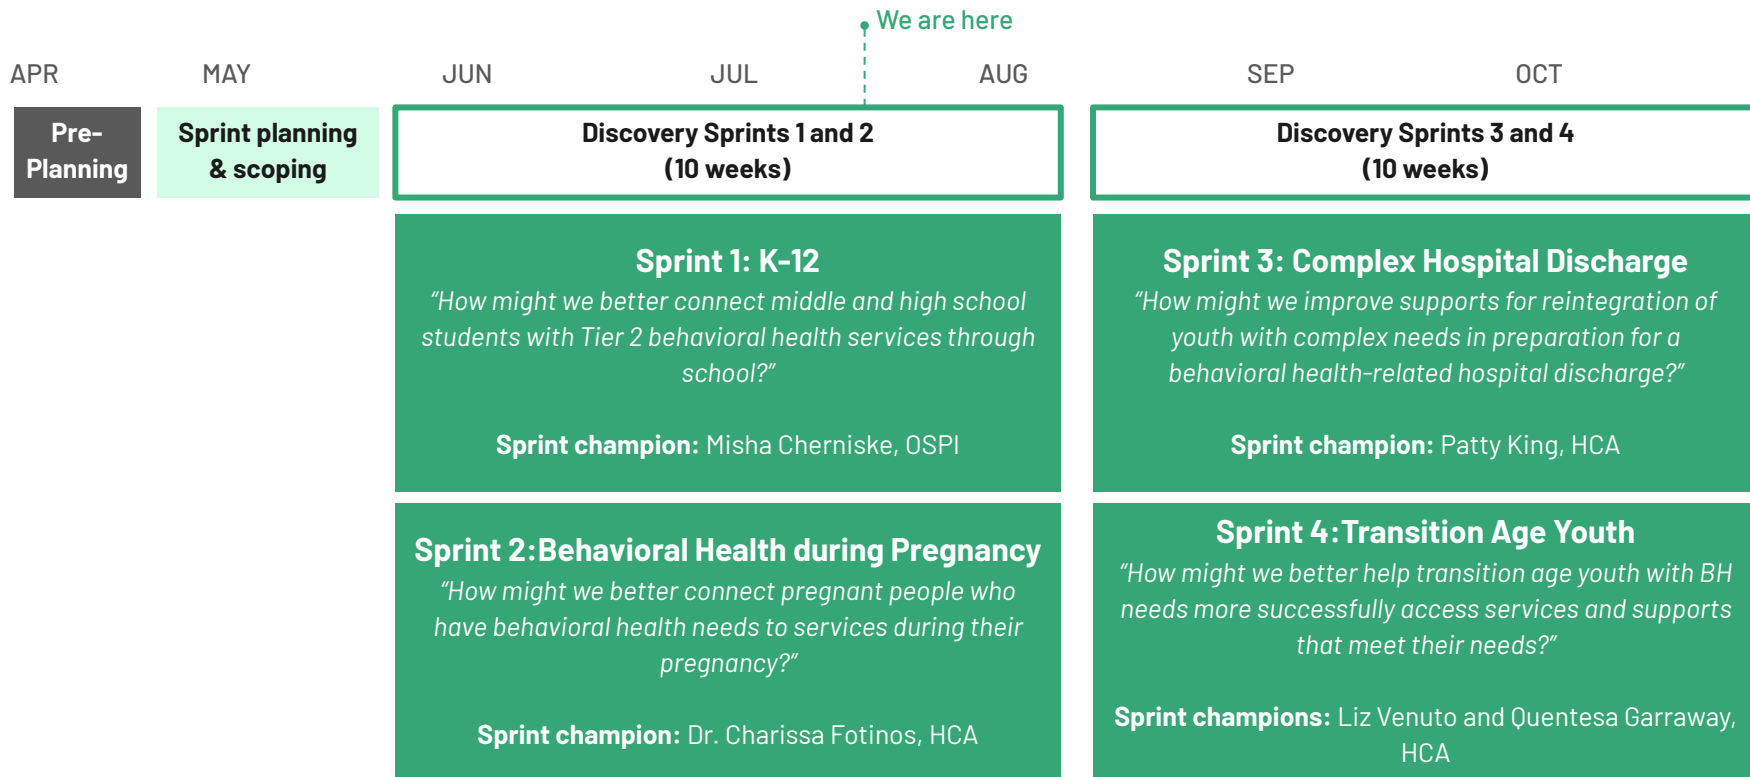 We are here
APR MAY JUN JUL AUG SEP OCT
Pre-
Planning
Sprint planning
& scoping
Discovery Sprints 1 and 2
(10 weeks)
Discovery Sprints 3 and 4
(10 weeks)
Sprint 1: K-12
“How might we better connect middle and high school
students with Tier 2 behavioral health services through
school?”
Sprint champion: Misha Cherniske, OSPI
Sprint 3: Complex Hospital Discharge
“How might we improve supports for reintegration of
youth with complex needs in preparation for a
behavioral health-related hospital discharge?”
Sprint champion: Patty King, HCA
Sprint 2:Behavioral Health during Pregnancy
“How might we better connect pregnant people who
have behavioral health needs to services during their
pregnancy?”
Sprint champion: Dr. Charissa Fotinos, HCA
Sprint 4:Transition Age Youth
“How might we better help transition age youth with BH
needs more successfully access services and supports
that meet their needs?”
Sprint champions: Liz Venuto and Quentesa Garraway,
HCA